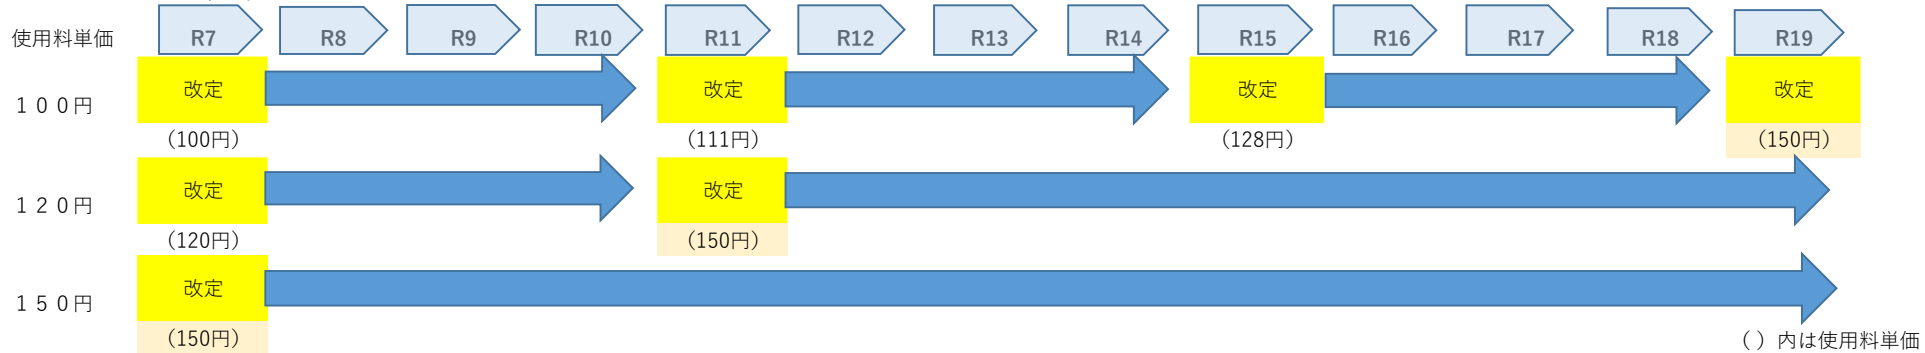 R7 R8 R9 R10 R11 R12 R13 R14 R15 R16 R17 R18 R19
使用料単価
改定 改定 改定 改定
１００円
(100円) (111円) (128円) (150円)
改定 改定
１２０円
(120円) (150円)
改定
１５０円
(150円)
（）内は使用料単価